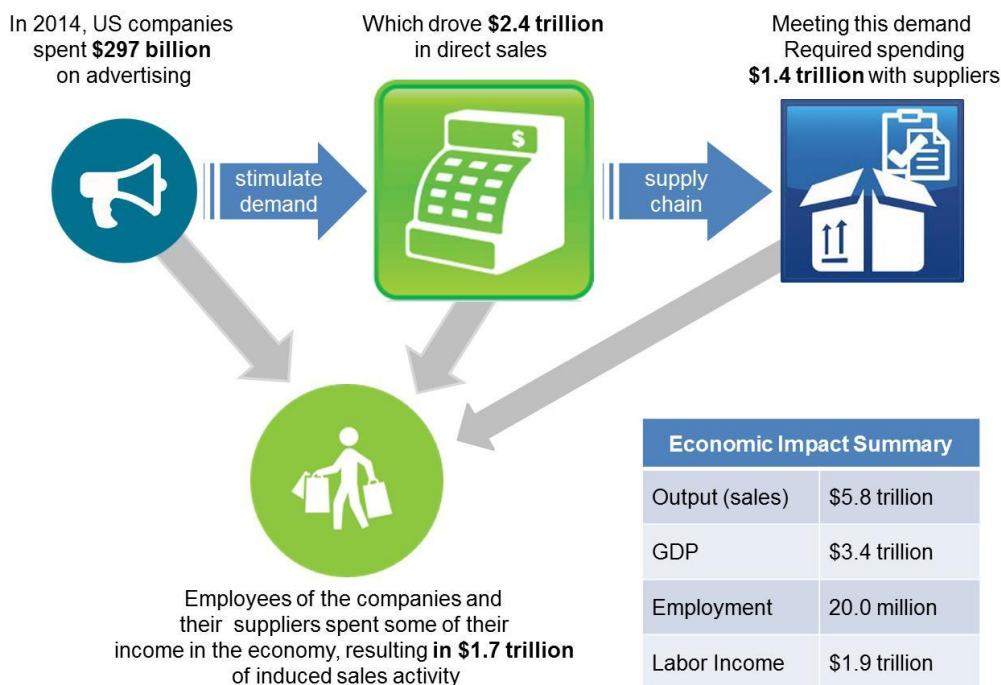 In 2014, US companies
spent $297 billion
on advertising
Which drove $2.4 trillion
in direct sales
Meeting this demand
Required spending
$1.4 trillion with suppliers
stimulate
demand
$
supply
chain
Employees of the companies and
their suppliers spent some of their
income in the economy, resulting in $1.7 trillion
of induced sales activity
Economic Impact Summary
Output (sales) $5.8 trillion
GDP $3.4 trillion
Employment 20.0 million
Labor Income $1.9 trillion